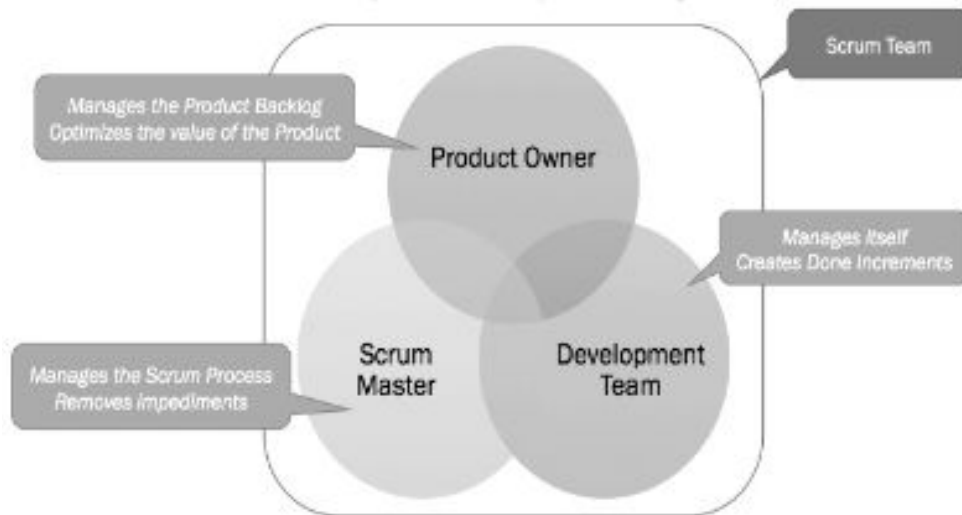 Scrum Team
Manages the Product Backlog
Optimizes the value of the Product
Product Owner
Manages Itself
Creates Done Increments
Scrum
Master
Development
Team
Manages the Scrum Process
Removes Impediments